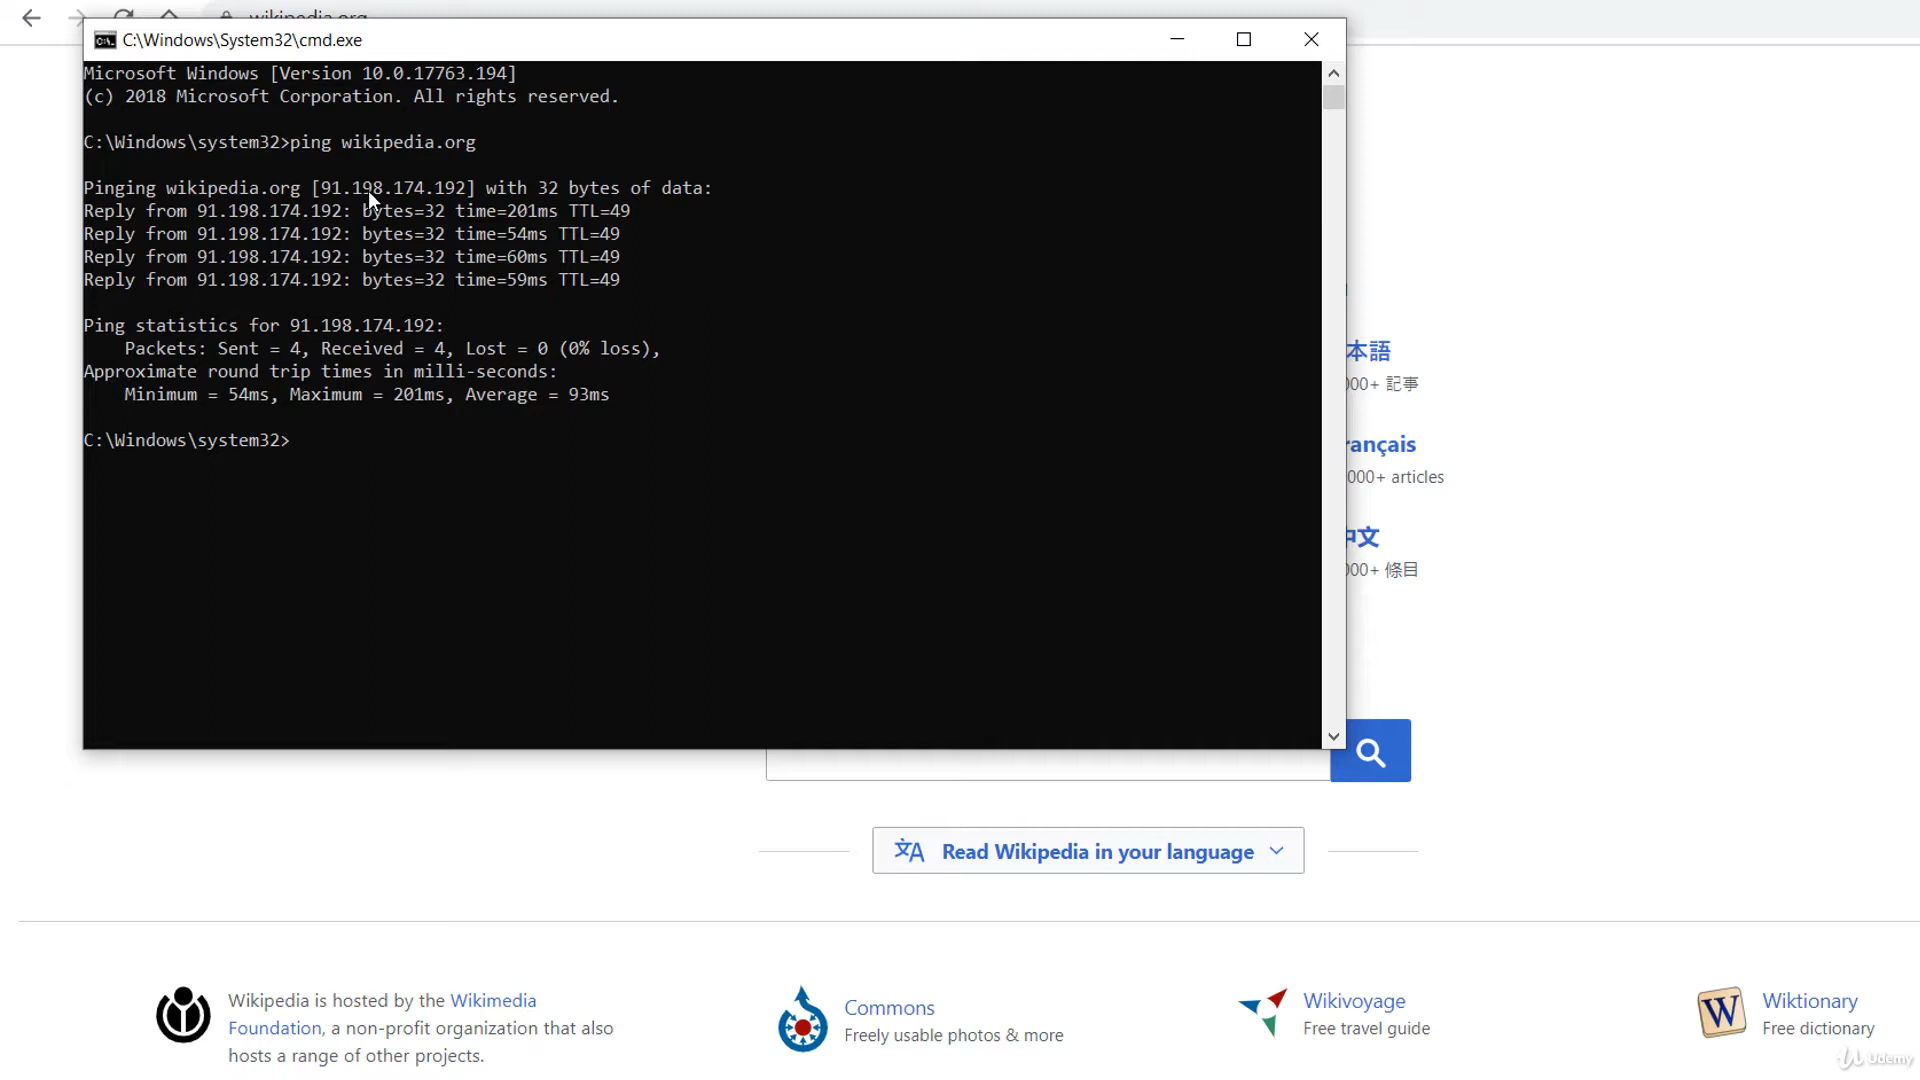 wikipedia.org
C:\Windows\System32\cmd.exe
Microsoft Windows [Version 10.0.17763.194]
(c) 2018 Microsoft Corporation. All rights reserved.
C:\Windows\system32>ping wikipedia.org
Pinging wikipedia.org [91.198.174.192] with 32 bytes of data:
Reply from 91.198.174.192: bytes=32 time=201ms TTL=49
Reply from 91.198.174.192: bytes=32 time=54ms TTL=49
Reply from 91.198.174.192: bytes=32 time=60ms TTL=49
Reply from 91.198.174.192: bytes=32 time=59ms TTL=49
Ping statistics for 91.198.174.192:
Packets: Sent = 4, Received = 4, Lost = 0 (0% loss),
Approximate round trip times in milli-seconds:
Minimum = 54ms, Maximum = 201ms, Average = 93ms
C:\Windows\system32>
本語
000+ 記事
rançais
000+ articles
中文
000+ 條目
Read Wikipedia in your language
Wikipedia is hosted by the Wikimedia
Foundation, a non-profit organization that also
hosts a range of other projects.
Commons
Freely usable photos & more
Wikivoyage
Free travel guide
W
Wiktionary
Free dictionary
Udemy